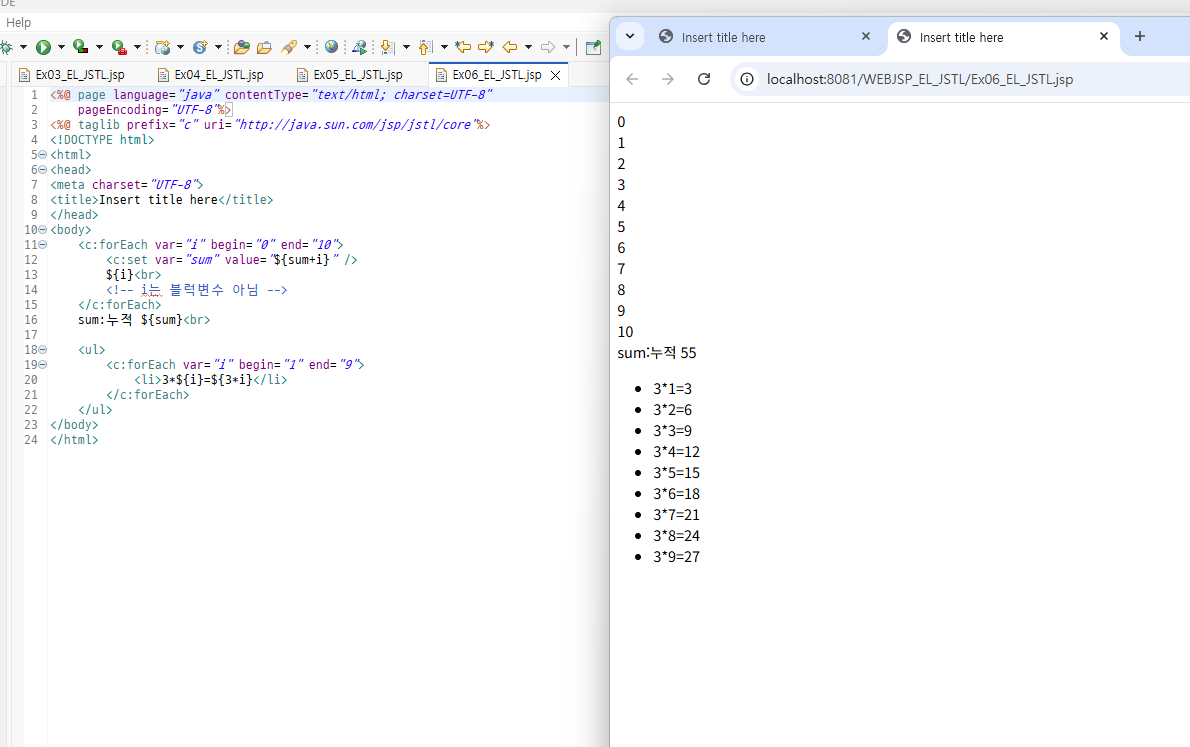 DE
Help
Ex03_EL_JSTL.jsp
Ex04_EL_JSTL.jsp
Ex05_EL_JSTL.jsp
Ex06_EL_JSTL.jsp
1 <%@ page language="java" contentType="text/html; charset=UTF-8"
2 pageEncoding="UTF-8"%>
3 <%@ taglib prefix="c" uri="http://java.sun.com/jsp/jstl/core"%>
4 <!DOCTYPE html>
5 <html>
6 <head>
7 <meta charset="UTF-8">
8 <title>Insert title here</title>
9 </head>
10 <body>
11 <c:forEach var="i" begin="0" end="10">
12 <c:set var="sum" value="${sum+i}" />
13 ${i}<br>
14 <!-- i는 블럭변수 아님 -->
15 </c:forEach>
16 sum:누적 ${sum}<br>
17
18 <ul>
19 <c:forEach var="i" begin="1" end="9">
20 <li>3*${i}=${3*i}</li>
21 </c:forEach>
22 </ul>
23 </body>
24 </html>
Insert title here
Insert title here
localhost:8081/WEBJSP_EL_JSTL/Ex06_EL_JSTL.jsp
0
1
2
3
4
5
6
7
8
9
10
sum:누적 55
3*1=3
3*2=6
3*3=9
3*4=12
3*5=15
3*6=18
3*7=21
3*8=24
3*9=27